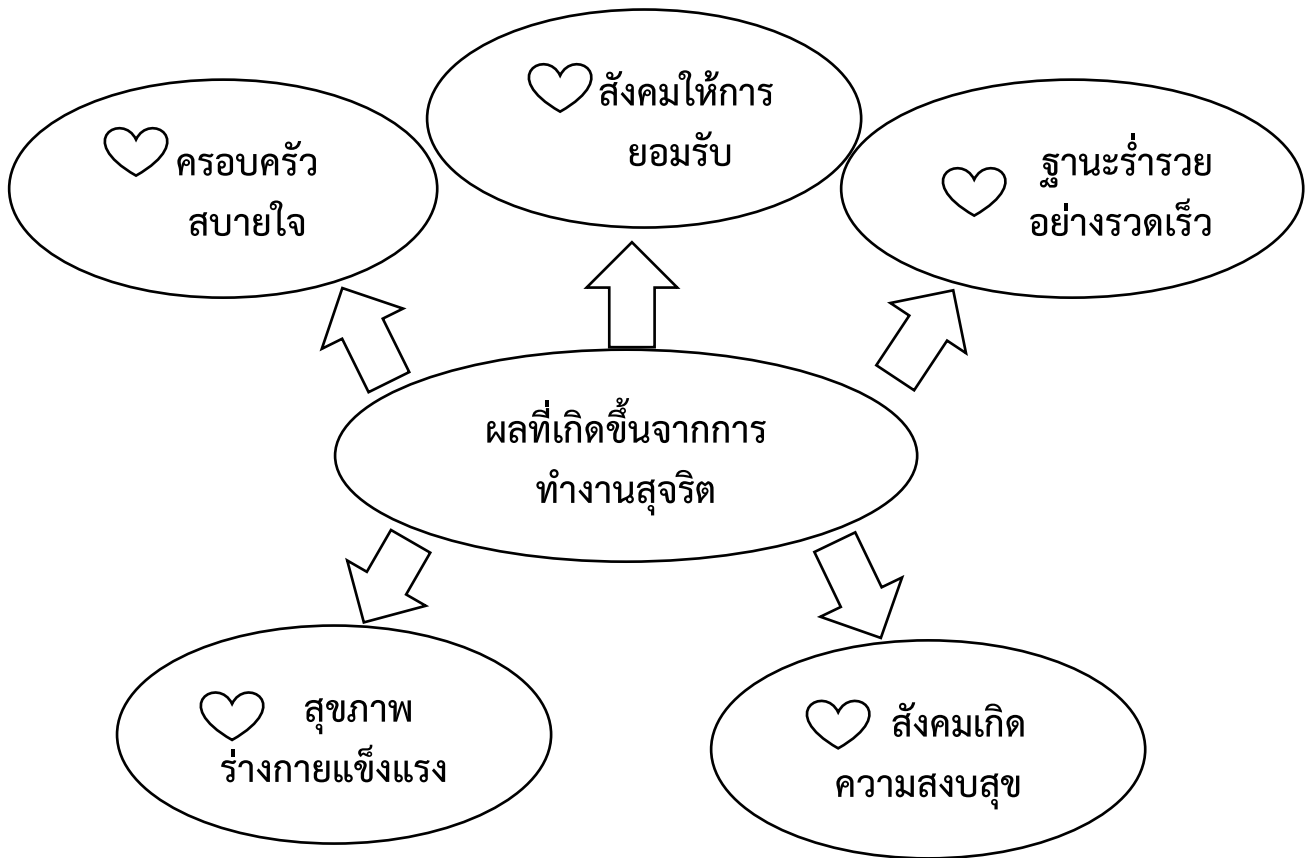 สังคมให้การ
ยอมรับ
ครอบครัว
สบายใจ
ฐานะร่ำรวย
อย่างรวดเร็ว
ผลที่เกิดขึ้นจากการ
ทำงานสุจริต
สุขภาพ
ร่างกายแข็งแรง
สังคมเกิด
ความสงบสุข